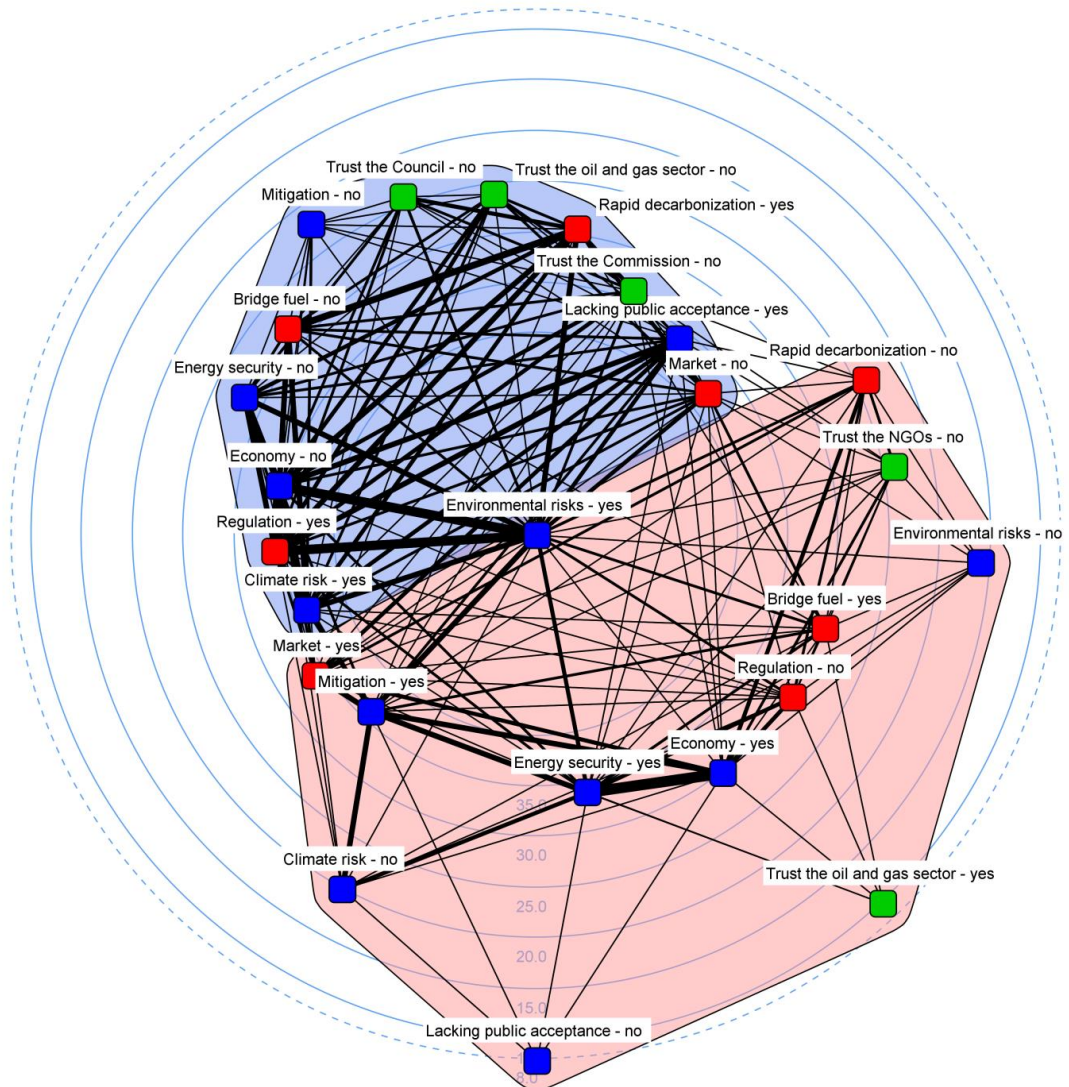 Trust the Council - no
Trust the oil and gas sector - no
Mitigation - no
Rapid decarbonization - yes
Trust the Commission - no
Bridge fuel - no
Lacking public acceptance - yes
Rapid decarbonization - no
Market - no
Energy security - no
Trust the NGOs - no
Economy - no
Environmental risks - yes
Regulation - yes
Environmental risks - no
Climate risk - yes
Bridge fuel - yes
Market - yes
Regulation - no
Mitigation - yes
Economy - yes
Energy security - yes
35.0
30.0
Climate risk - no
Trust the oil and gas sector - yes
25.0
20.0
15.0
Lacking public acceptance - no
8.0